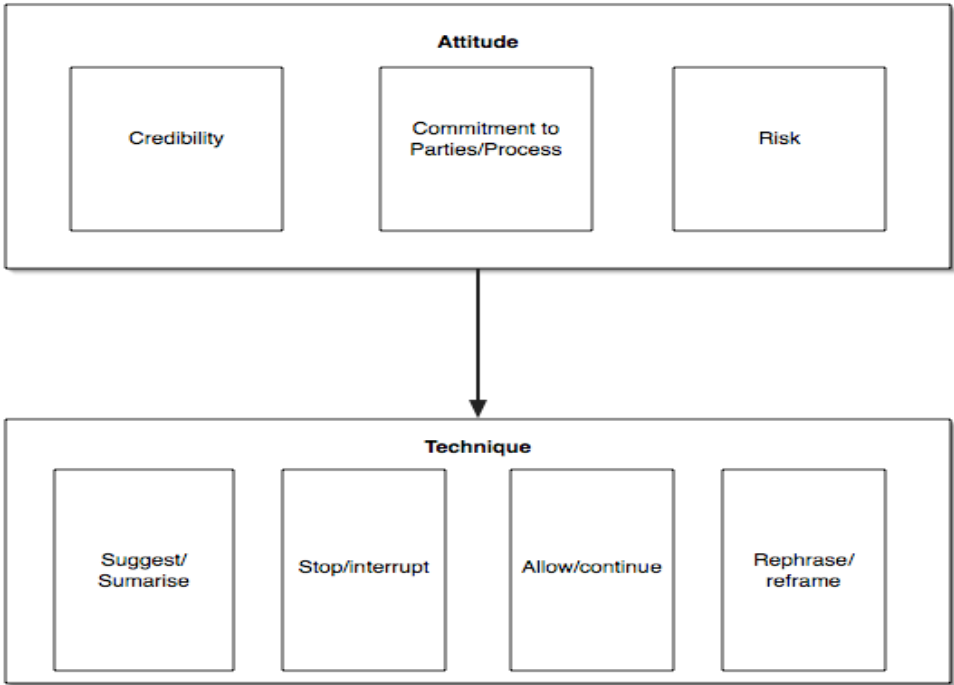 Attitude
Credibility
Commitment to
Parties/Process
Risk
Technique
Suggest/
Sumarise
Stop/interrupt
Allow/continue
Rephrase/
reframe